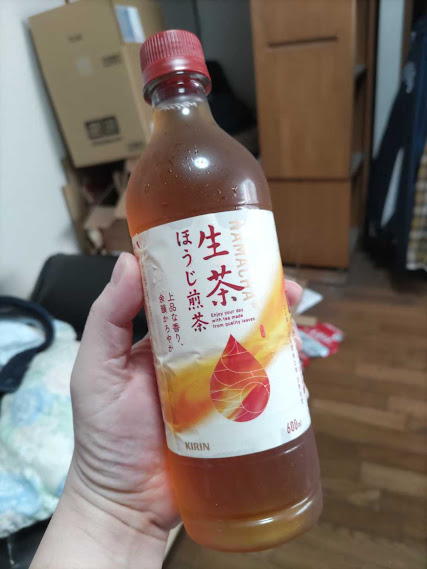 生茶
NAMACHA
ほうじ煎茶
上品な香り、
余韻かろやか
Enjoy your day
with tea made
from quality leaves
KIRIN
600ml